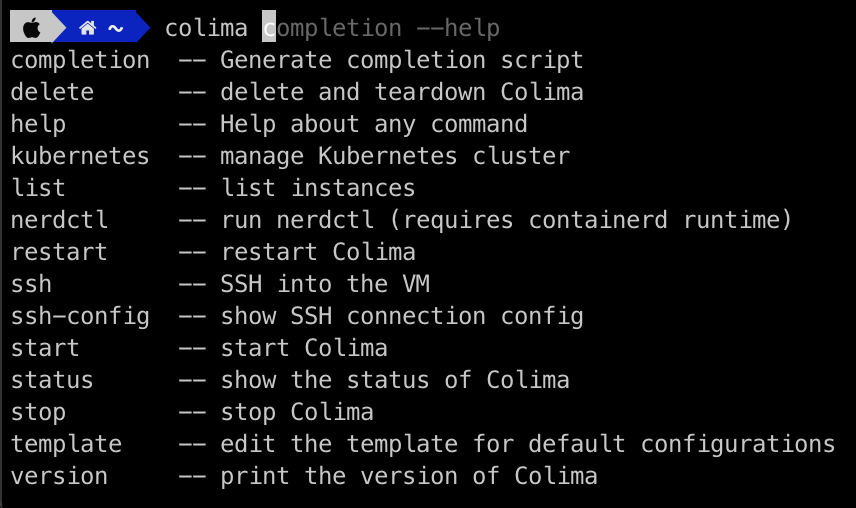 ~ colima completion --help
completion  -- Generate completion script
delete      -- delete and teardown Colima
help        -- Help about any command
kubernetes  -- manage Kubernetes cluster
list        -- list instances
nerdctl     -- run nerdctl (requires containerd runtime)
restart     -- restart Colima
ssh         -- SSH into the VM
ssh-config  -- show SSH connection config
start       -- start Colima
status      -- show the status of Colima
stop        -- stop Colima
template    -- edit the template for default configurations
version     -- print the version of Colima